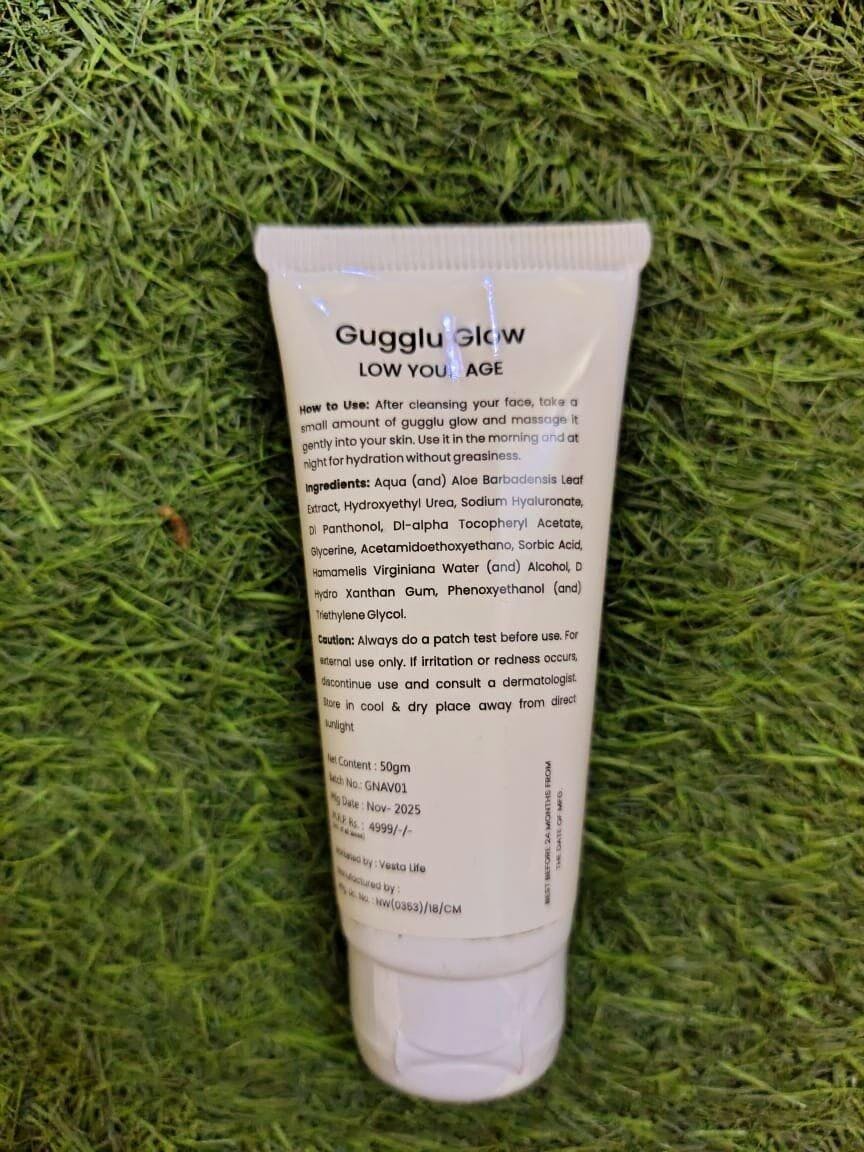 Gugglu Glow
LOW YOUR AGE
How to Use: After cleansing your face, take a
small amount of gugglu glow and massage it
gently into your skin. Use it in the morning and at
night for hydration without greasiness.
Ingredients: Aqua (and) Aloe Barbadensis Leaf
Extract, Hydroxyethyl Urea, Sodium Hyaluronate,
Dl Panthonol, Dl-alpha Tocopheryl Acetate,
Glycerine, Acetamidoethoxyethano, Sorbic Acid,
Hamamelis Virginiana Water (and) Alcohol, D
Hydro Xanthan Gum, Phenoxyethanol (and)
Triethylene Glycol.
Caution: Always do a patch test before use. For
external use only. If irritation or redness occurs,
discontinue use and consult a dermatologist.
Store in cool & dry place away from direct
sunlight
Net Content : 50gm
Batch No.: GNAV01
Mfg Date : Nov- 2025
M.R.P. Rs. : 4999/-/-
by : Vesta Life
Manufactured by :
No. : NW(0363)/18/CM
BEST BEFORE 24 MONTHS FROM
THE DATE OF MFG.